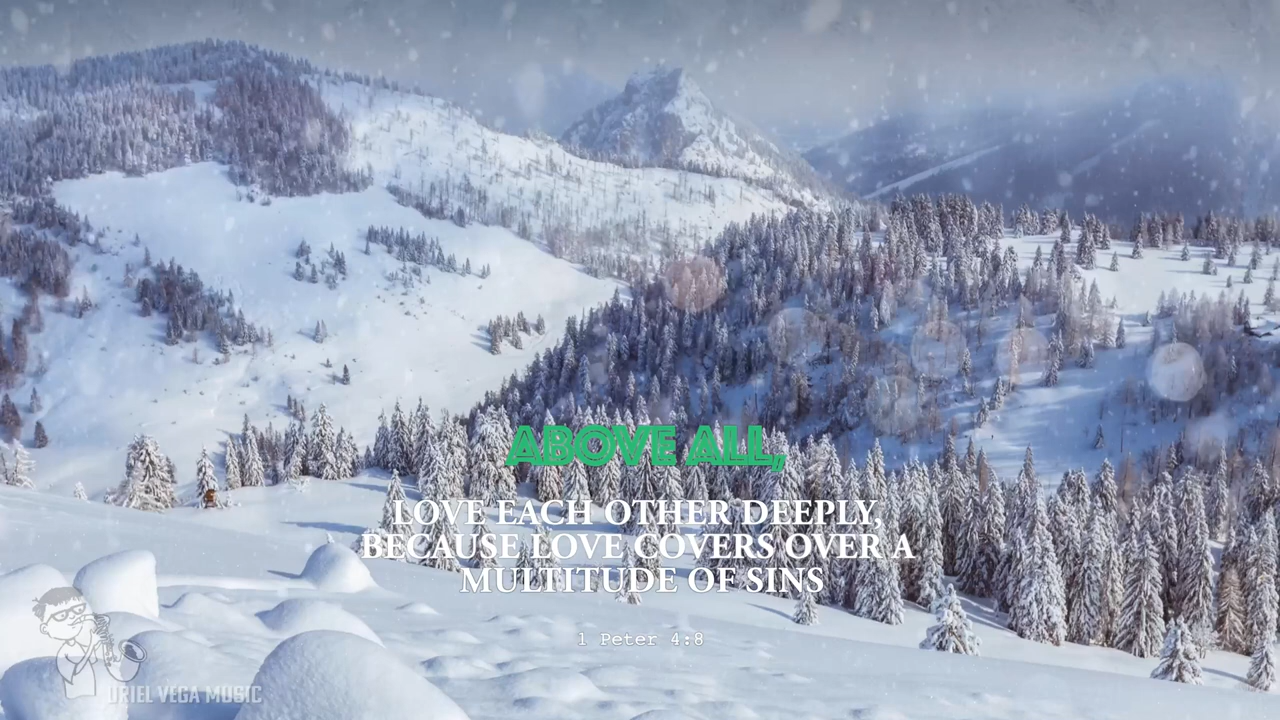 ABOVE ALL,
LOVE EACH OTHER DEEPLY,
BECAUSE LOVE COVERS OVER A
MULTITUDE OF SINS
1 Peter 4:8
URIEL VEGA MUSIC